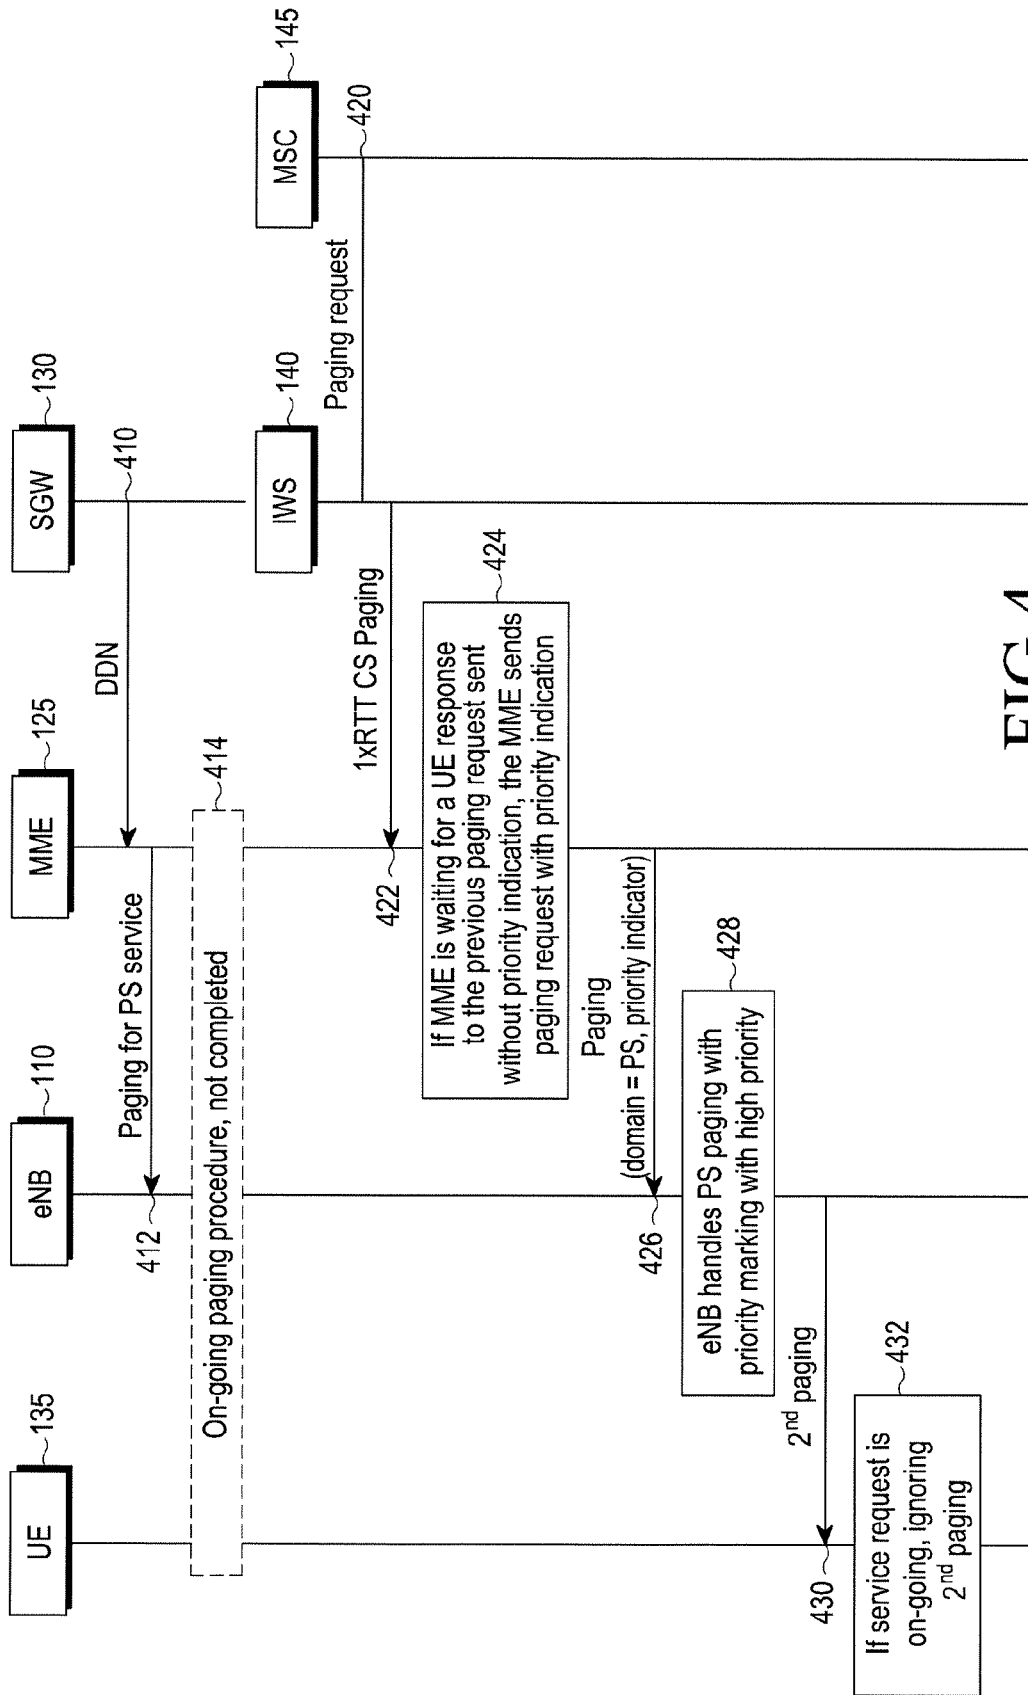 UE
135
eNB
110
MME
125
SGW
130
DDN
410
Paging for PS service
412
On-going paging procedure, not completed
414
IWS
140
MSC
145
Paging request
420
1xRTT CS Paging
422
If MME is waiting for a UE response
to the previous paging request sent
without priority indication, the MME sends
paging request with priority indication
424
Paging
(domain = PS, priority indicator)
426
eNB handles PS paging with
priority marking with high priority
428
2nd paging
430
If service request is
on-going, ignoring
2nd paging
432
FIG.4